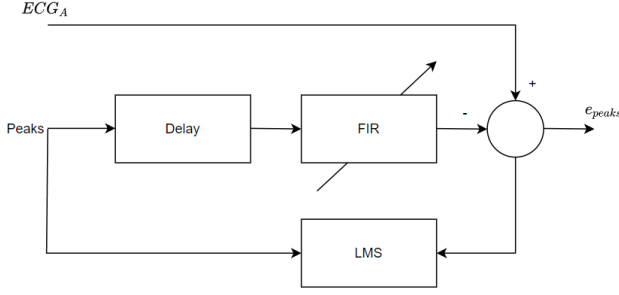 ECG_A
+
e_peaks
-
Peaks
Delay
FIR
LMS